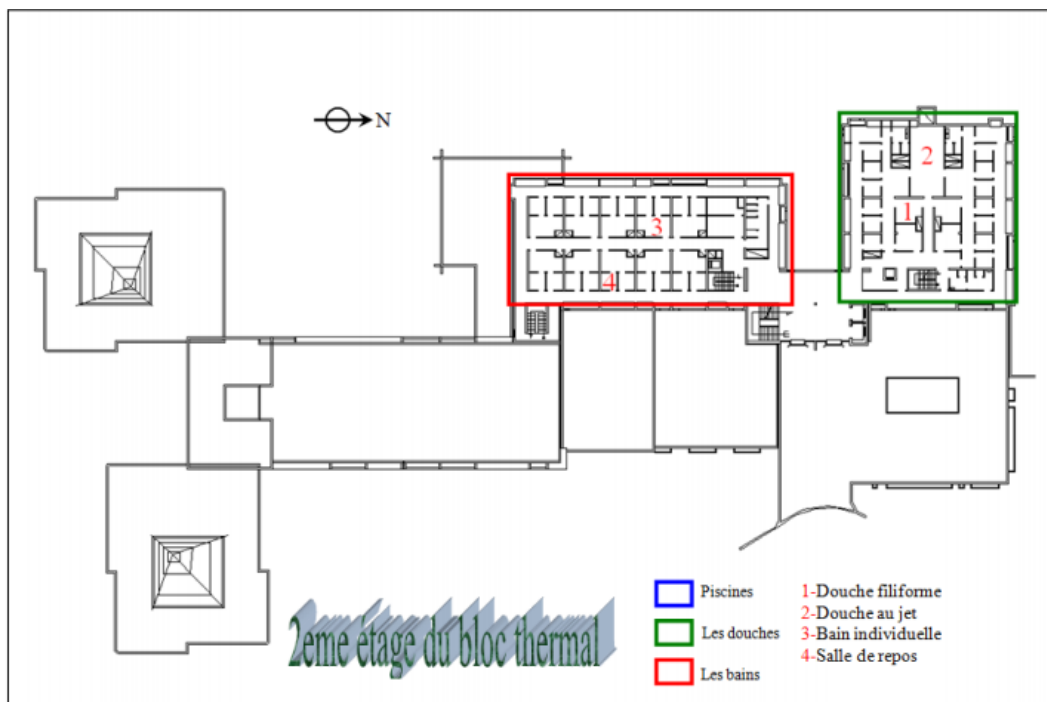 N
2
1
3
4
2eme étage du bloc thermal
Piscines
Les douches
Les bains
1-Douche filiforme
2-Douche au jet
3-Bain individuelle
4-Salle de repos